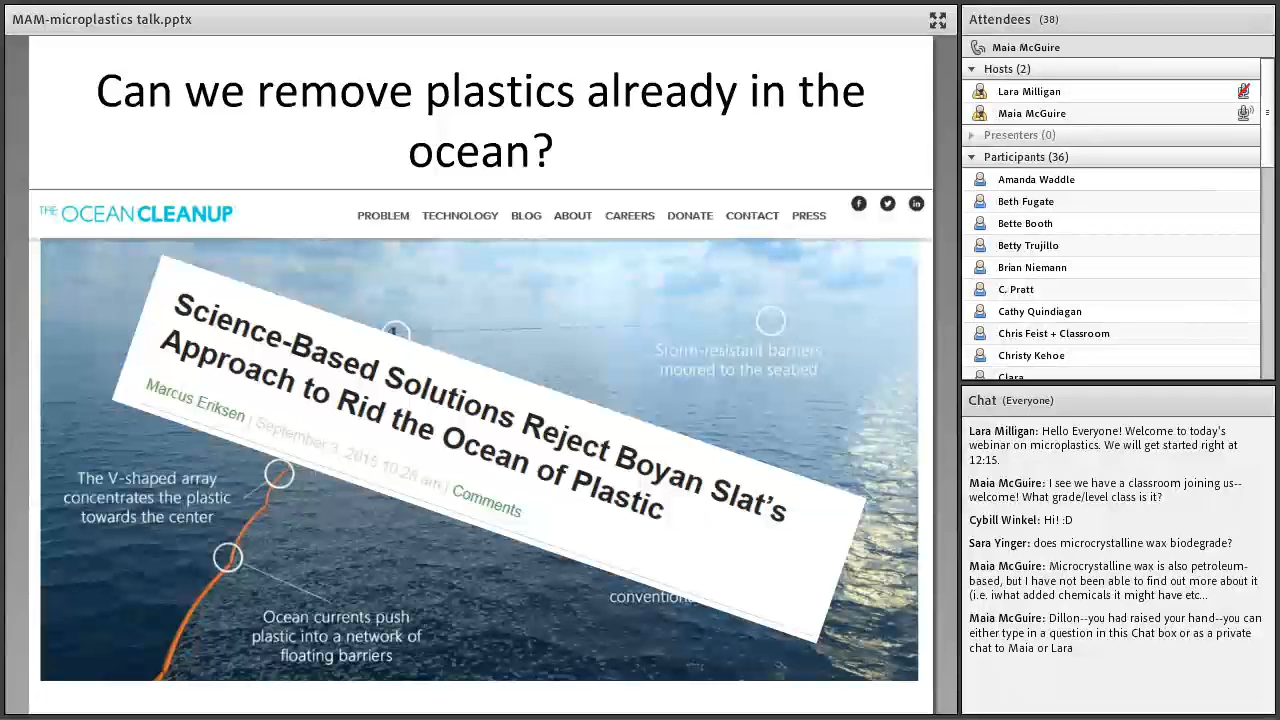 MAM-microplastics talk.pptx
Can we remove plastics already in the
ocean?
THE OCEANCLEANUP
PROBLEM TECHNOLOGY BLOG ABOUT CAREERS DONATE CONTACT PRESS
Science-Based Solutions Reject Boyan Slat's
Approach to Rid the Ocean of Plastic
Marcus Eriksen | September 3, 2015 10:28 am | Comments
Storm-resistant barriers
moored to the seabed
The V-shaped array
concentrates the plastic
towards the center
Ocean currents push
plastic into a network of
floating barriers
Attendees (38)
Maia McGuire
Hosts (2)
Lara Milligan
Maia McGuire
Presenters (0)
Participants (36)
Amanda Waddle
Beth Fugate
Bette Booth
Betty Trujillo
Brian Niemann
C. Pratt
Cathy Quindiagan
Chris Feist + Classroom
Christy Kehoe
Clara
Chat (Everyone)
Lara Milligan: Hello Everyone! Welcome to today's
webinar on microplastics. We will get started right at
12:15.
Maia McGuire: I see we have a classroom joining us--
welcome! What grade/level class is it?
Cybill Winkel: Hi! :D
Sara Yinger: does microcrystalline wax biodegrade?
Maia McGuire: Microcrystalline wax is also petroleum-
based, but I have not been able to find out more about it
(i.e. iwhat added chemicals it might have etc...
Maia McGuire: Dillon--you had raised your hand--you can
either type in a question in this Chat box or as a private
chat to Maia or Lara